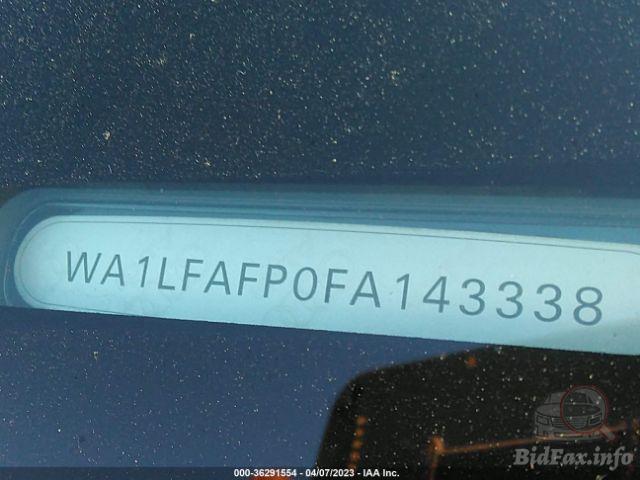 WA1LFAFP0FA143338
BidFax.info
000-36291554 - 04/07/2023 - IAA Inc.